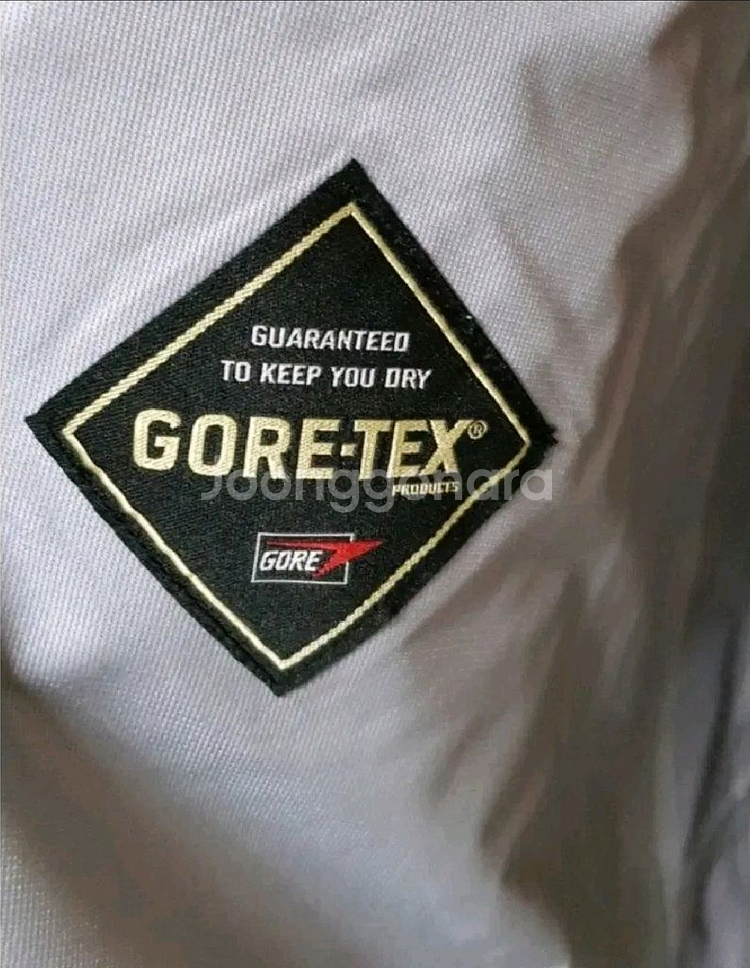 GUARANTEED
TO KEEP YOU DRY
GORE-TEX®
PRODUCTS
Joonggonara
GORE